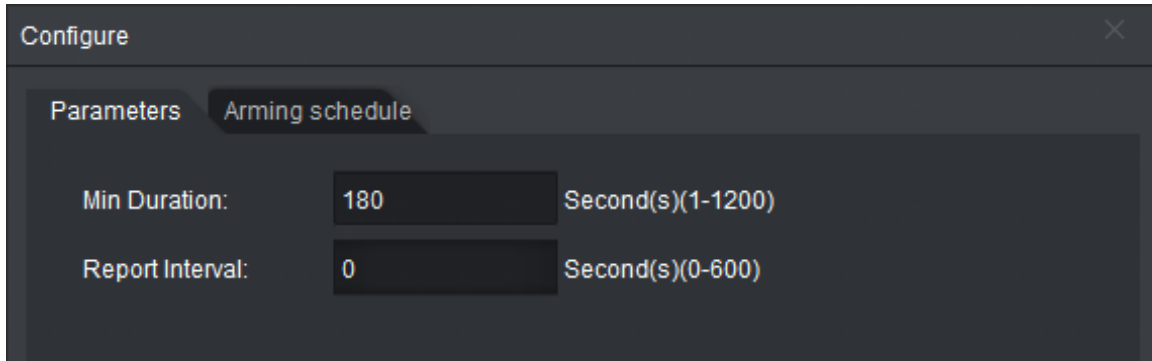 Configure
Parameters Arming schedule
Min Duration: 180 Second(s)(1-1200)
Report Interval: 0 Second(s)(0-600)